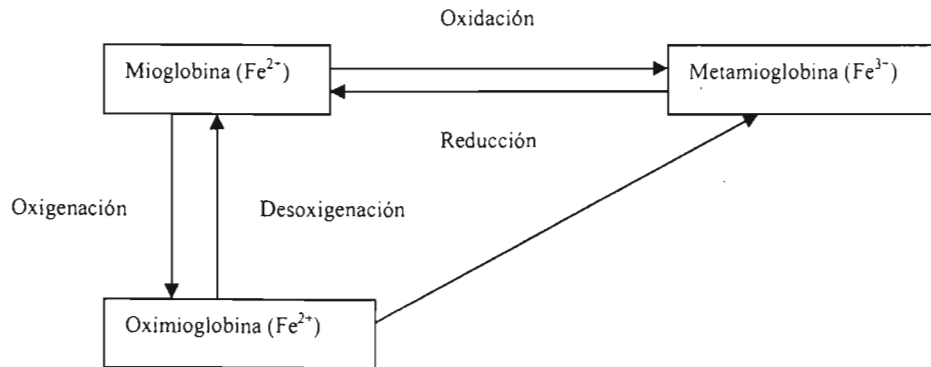 Oxidación
Mioglobina (Fe²⁺)
Metamioglobina (Fe³⁺)
Reducción
Oxigenación
Desoxigenación
Oximioglobina (Fe²⁺)